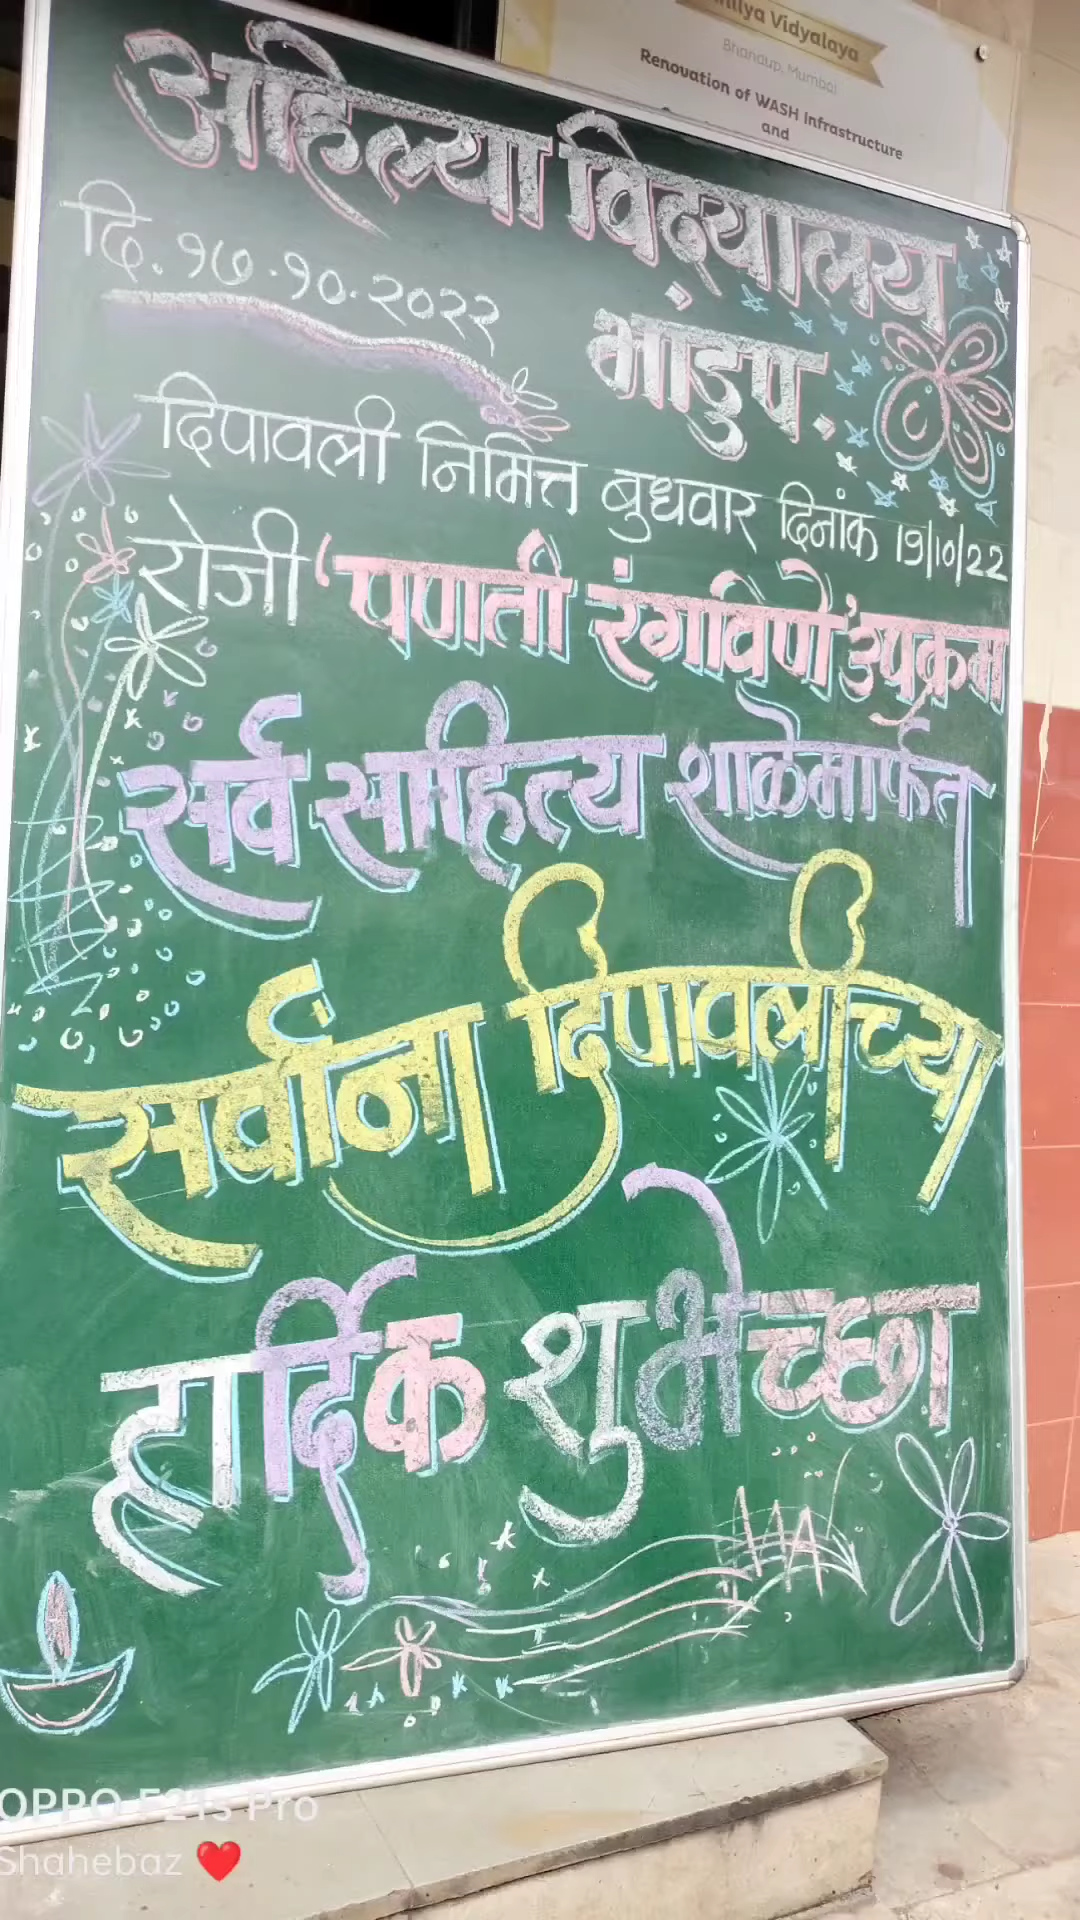 Vidyalaya
Bhandup, Mumbai
Renovation of WASH Infrastructure
and
अहिल्या विद्यालय
भांडुप.
दि. १७.१०.२०२२
दिपावली निमित्त बुधवार दिनांक 19/10/22
रोजी ‘पणती रंगविणे’ उपक्रम
सर्व साहित्य शाळेमार्फत
सर्वांना दिपावलीच्या
हार्दिक शुभेच्छा
OPPO F21s Pro
Shahebaz ❤️